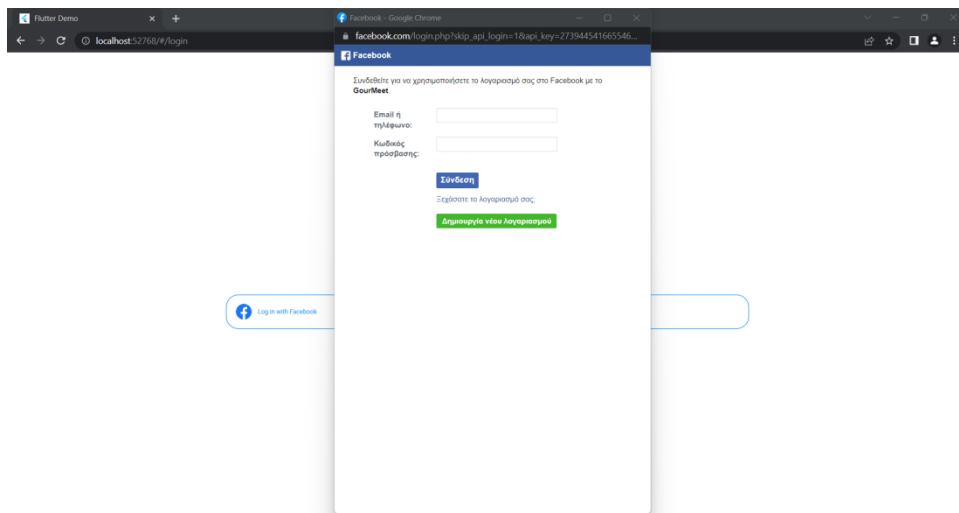 Flutter Demo
Facebook - Google Chrome
localhost:52768/#/login
facebook.com/login.php?skip_api_login=1&api_key=273944541665546...
Facebook
Συνδεθείτε για να χρησιμοποιήσετε το λογαριασμό σας στο Facebook με το
GourMeet.
Email ή
τηλέφωνο:
Κωδικός
πρόσβασης:
Σύνδεση
Ξεχάσατε το λογαριασμό σας;
Δημιουργία νέου λογαριασμού
Log in with Facebook